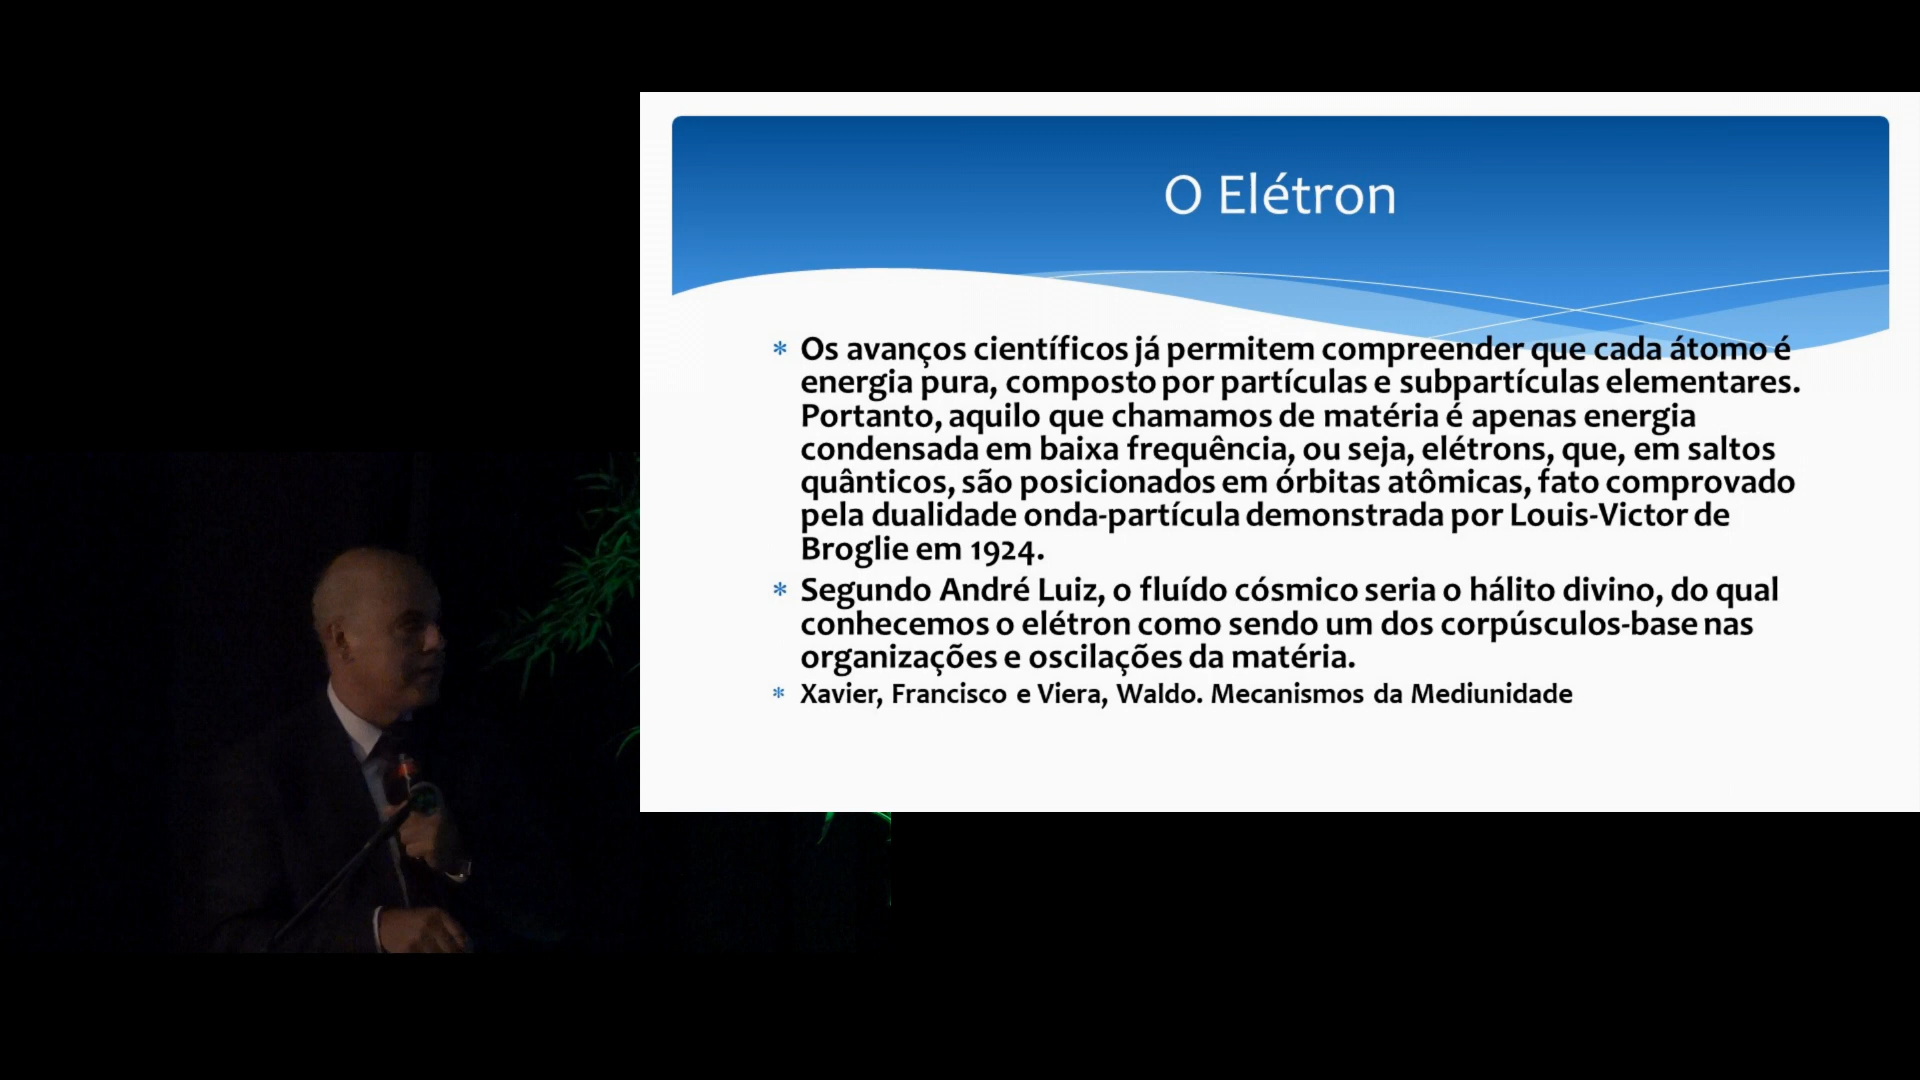 O Elétron
* Os avanços científicos já permitem compreender que cada átomo é
energia pura, composto por partículas e subpartículas elementares.
Portanto, aquilo que chamamos de matéria é apenas energia
condensada em baixa frequência, ou seja, elétrons, que, em saltos
quânticos, são posicionados em órbitas atômicas, fato comprovado
pela dualidade onda-partícula demonstrada por Louis-Victor de
Broglie em 1924.
* Segundo André Luiz, o fluído cósmico seria o hálito divino, do qual
conhecemos o elétron como sendo um dos corpúsculos-base nas
organizações e oscilações da matéria.
* Xavier, Francisco e Viera, Waldo. Mecanismos da Mediunidade